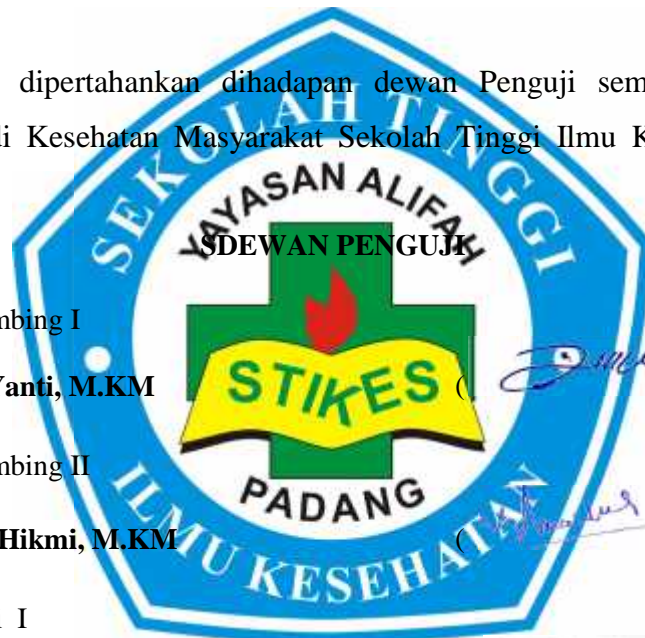 dipertahankan dihadapan dewan Penguji sem
di Kesehatan Masyarakat Sekolah Tinggi Ilmu K
SEKOLAH TINGGI
YAYASAN ALIFAH
SDEWAN PENGUJI
mbing I
Yanti, M.KM (
STIKES
mbing II
PADANG
Hikmi, M.KM (
ILMU KESEHATAN
I